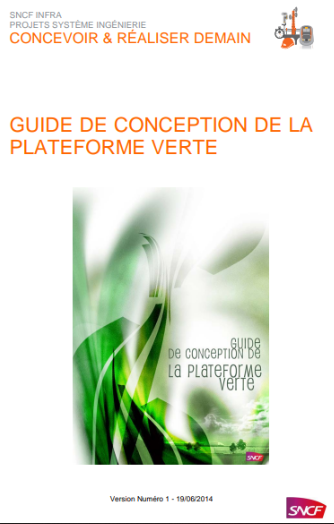 SNCF INFRA
PROJETS SYSTÈME INGÉNIERIE
CONCEVOIR & RÉALISER DEMAIN
GUIDE DE CONCEPTION DE LA
PLATEFORME VERTE
GUIDE
DE CONCEPTION DE
LA PLATEFORME
VERTE
SNCF
Version Numéro 1 - 19/06/2014
SNCF